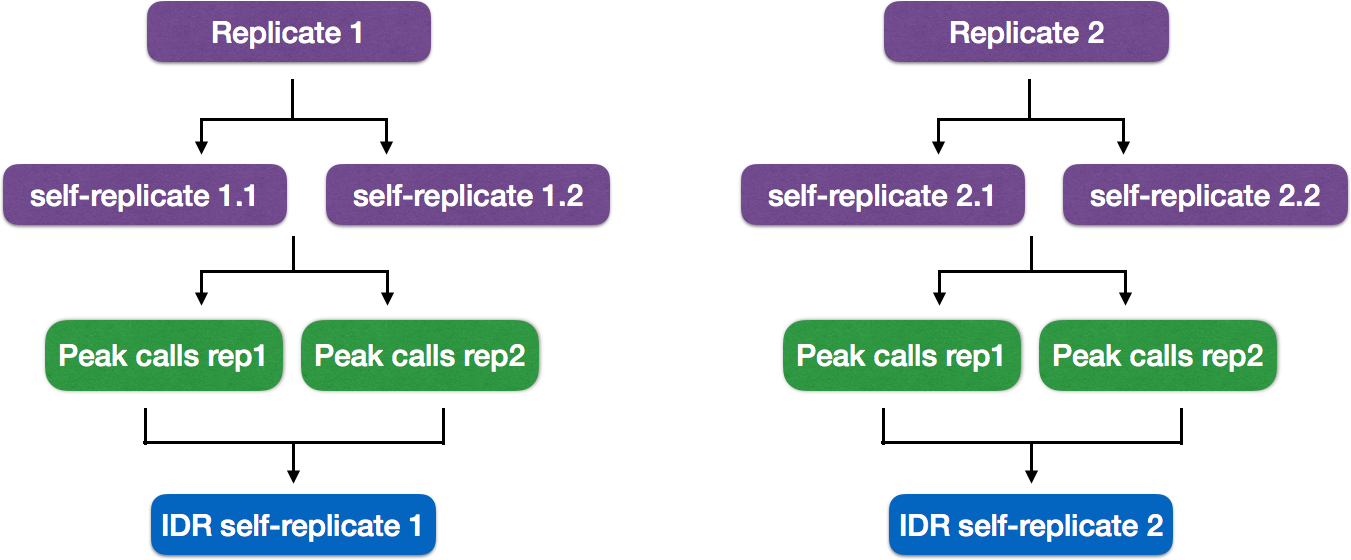 Replicate 1
Replicate 2
self-replicate 1.1
self-replicate 1.2
self-replicate 2.1
self-replicate 2.2
Peak calls rep1
Peak calls rep2
Peak calls rep1
Peak calls rep2
IDR self-replicate 1
IDR self-replicate 2